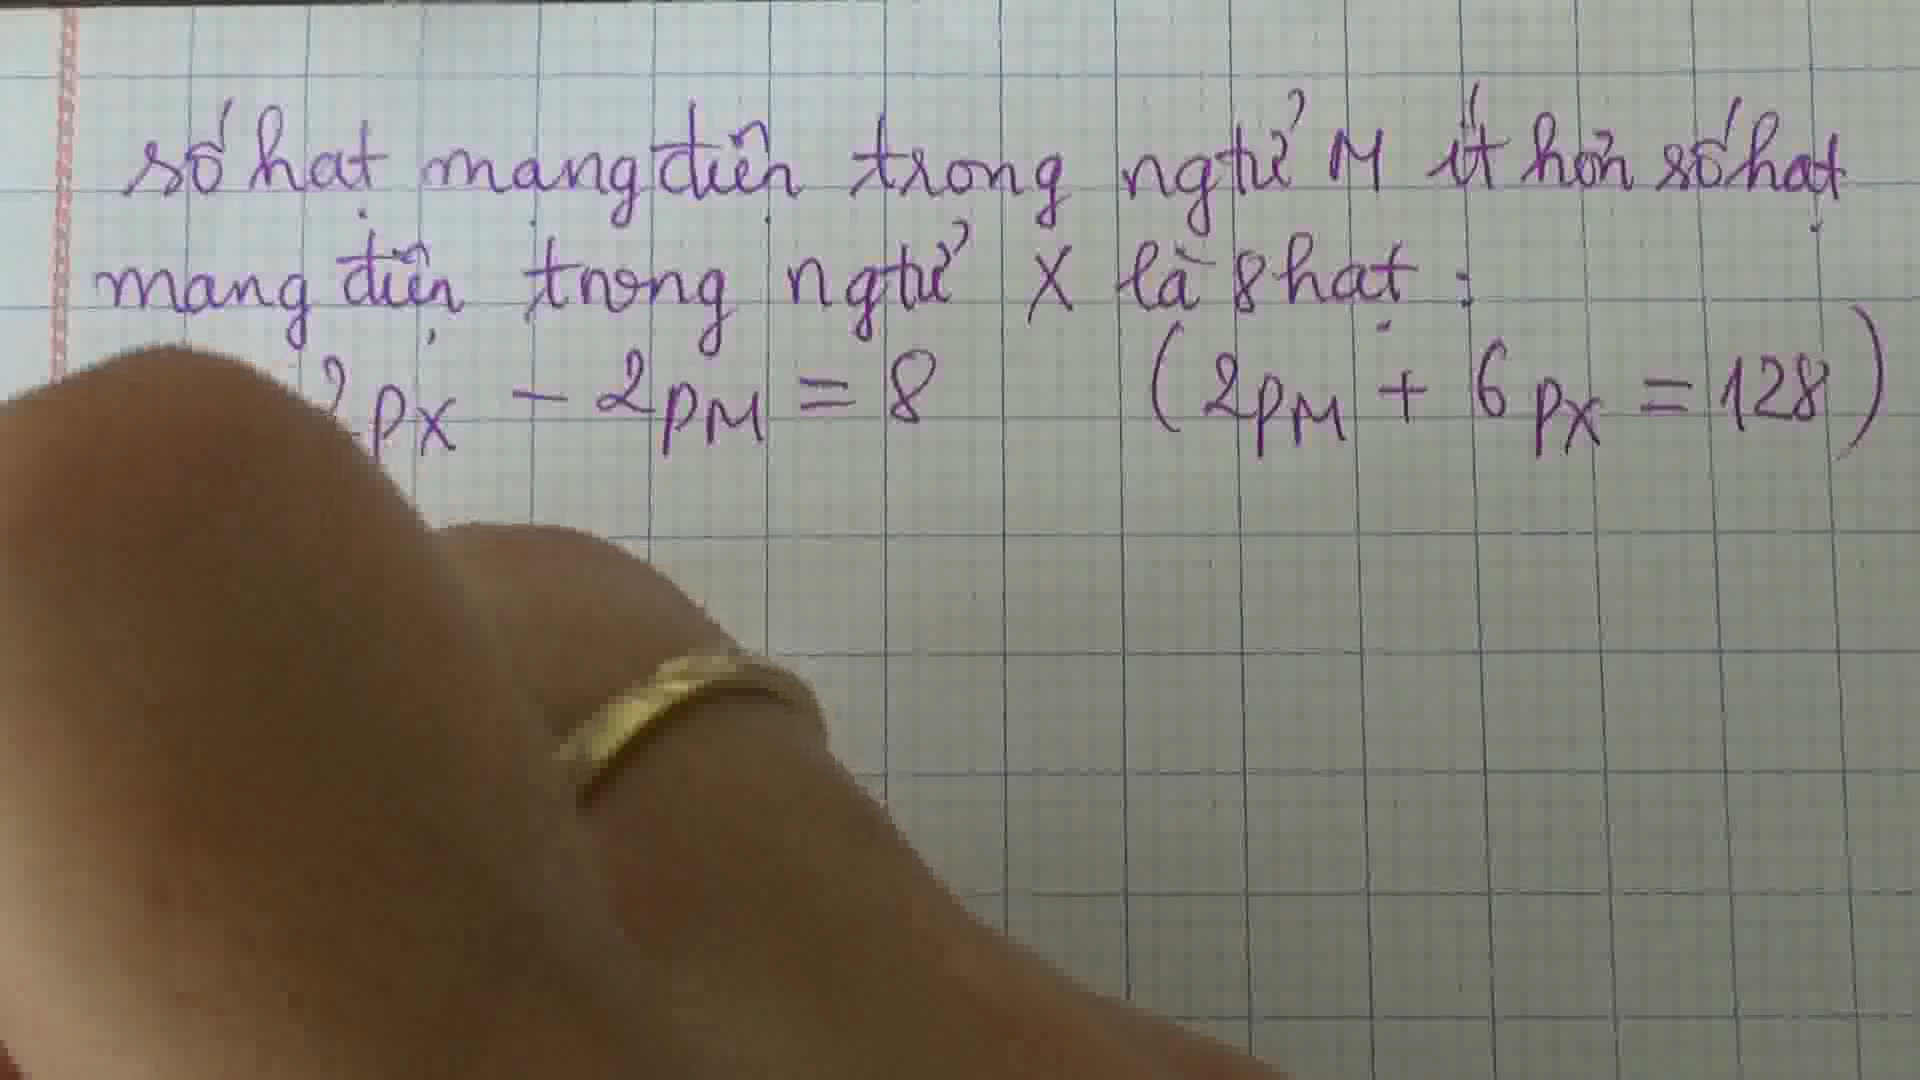 số hạt mang điện trong ngtử M ít hơn số hạt
mang điện trong ngtử X là 8 hạt :
2pX - 2pM = 8 (2pM + 6pX = 128)